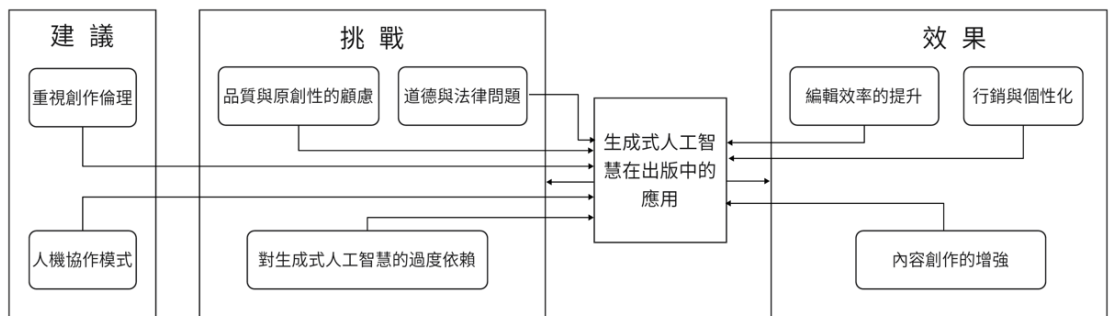 建議
重視創作倫理
人機協作模式
挑戰
品質與原創性的顧慮
道德與法律問題
對生成式人工智慧的過度依賴
生成式人工智
慧在出版中的
應用
效果
編輯效率的提升
行銷與個性化
內容創作的增強